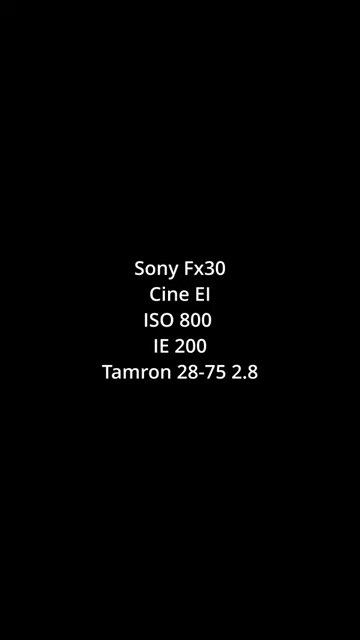 Sony Fx30
Cine EI
ISO 800
IE 200
Tamron 28-75 2.8